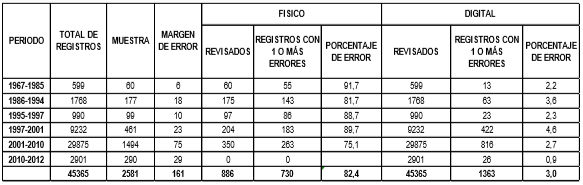 FISICO DIGITAL
PERIODO TOTAL DE REGISTROS MUESTRA MARGEN DE ERROR REVISADOS REGISTROS CON 1 O MÁS ERRORES PORCENTAJE DE ERROR REVISADOS REGISTROS CON 1 O MÁS ERRORES PORCENTAJE DE ERROR
1967-1985 599 60 6 60 55 91,7 599 13 2,2
1986-1994 1768 177 18 175 143 81,7 1768 63 3,6
1995-1997 990 99 10 97 86 88,7 990 23 2,3
1997-2001 9232 461 23 204 183 89,7 9232 422 4,6
2001-2010 29875 1494 75 350 263 75,1 29875 816 2,7
2010-2012 2901 290 29 0 0 2901 26 0,9
45365 2581 161 886 730 82,4 45365 1363 3,0